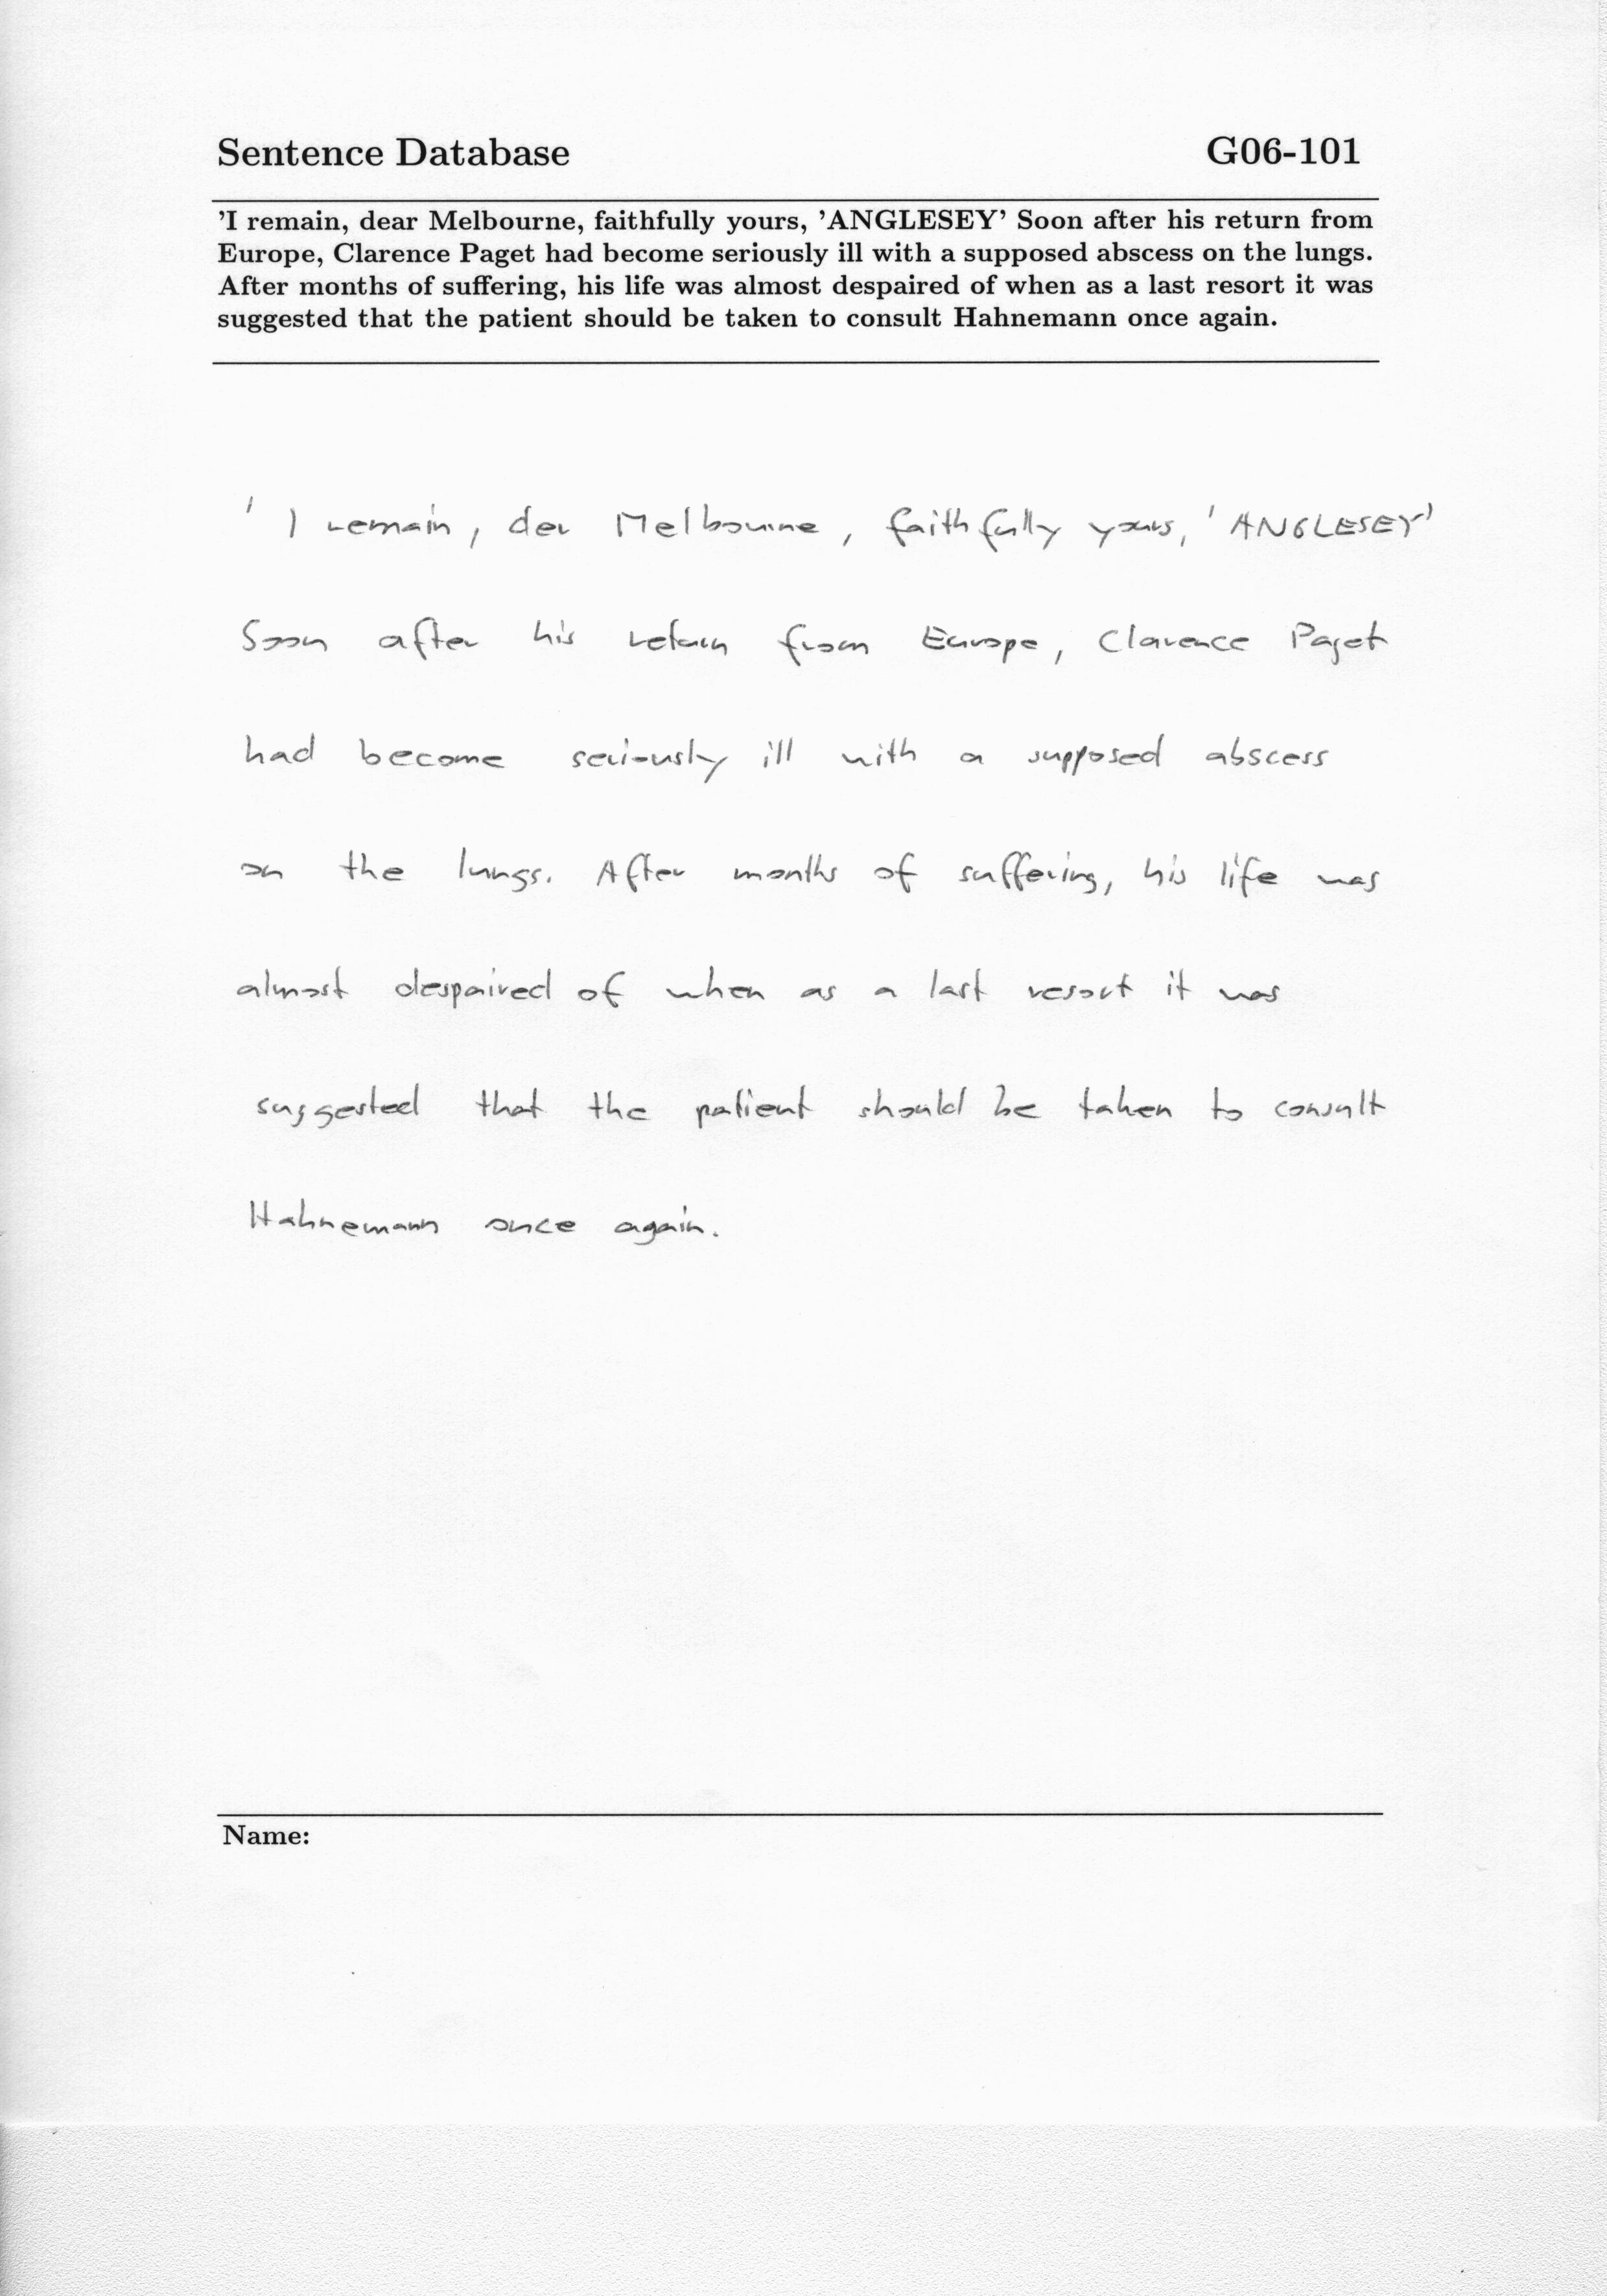 Sentence Database G06-101
'I remain, dear Melbourne, faithfully yours, 'ANGLESEY' Soon after his return from
Europe, Clarence Paget had become seriously ill with a supposed abscess on the lungs.
After months of suffering, his life was almost despaired of when as a last resort it was
suggested that the patient should be taken to consult Hahnemann once again.
' I remain, der Melbourne, faithfully yours, 'ANGLESEY'
Soon after his return from Europe, Clarence Paget
had become seriously ill with a supposed abscess
on the lungs. After months of suffering, his life was
almost despaired of when as a last resort it was
suggested that the patient should be taken to consult
Hahnemann once again.
Name: